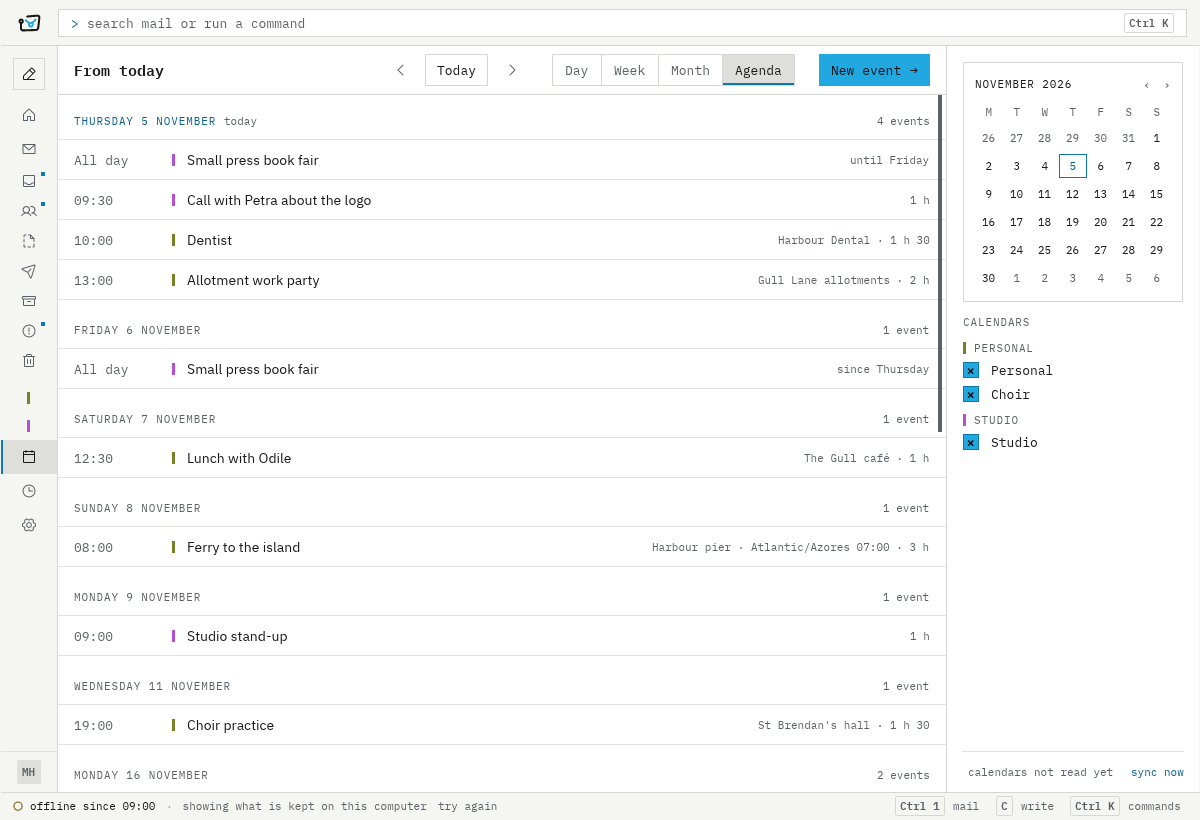 > search mail or run a command Ctrl K
From today Today Day Week Month Agenda New event →
THURSDAY 5 NOVEMBER today 4 events
All day Small press book fair until Friday
09:30 Call with Petra about the logo 1 h
10:00 Dentist Harbour Dental · 1 h 30
13:00 Allotment work party Gull Lane allotments · 2 h
FRIDAY 6 NOVEMBER 1 event
All day Small press book fair since Thursday
SATURDAY 7 NOVEMBER 1 event
12:30 Lunch with Odile The Gull café · 1 h
SUNDAY 8 NOVEMBER 1 event
08:00 Ferry to the island Harbour pier · Atlantic/Azores 07:00 · 3 h
MONDAY 9 NOVEMBER 1 event
09:00 Studio stand-up 1 h
WEDNESDAY 11 NOVEMBER 1 event
19:00 Choir practice St Brendan's hall · 1 h 30
MONDAY 16 NOVEMBER 2 events
NOVEMBER 2026 ‹ ›
M T W T F S S
26 27 28 29 30 31 1
2 3 4 5 6 7 8
9 10 11 12 13 14 15
16 17 18 19 20 21 22
23 24 25 26 27 28 29
30 1 2 3 4 5 6
CALENDARS
PERSONAL
Personal
Choir
STUDIO
Studio
calendars not read yet sync now
MH
offline since 09:00 · showing what is kept on this computer try again
Ctrl 1 mail C write Ctrl K commands